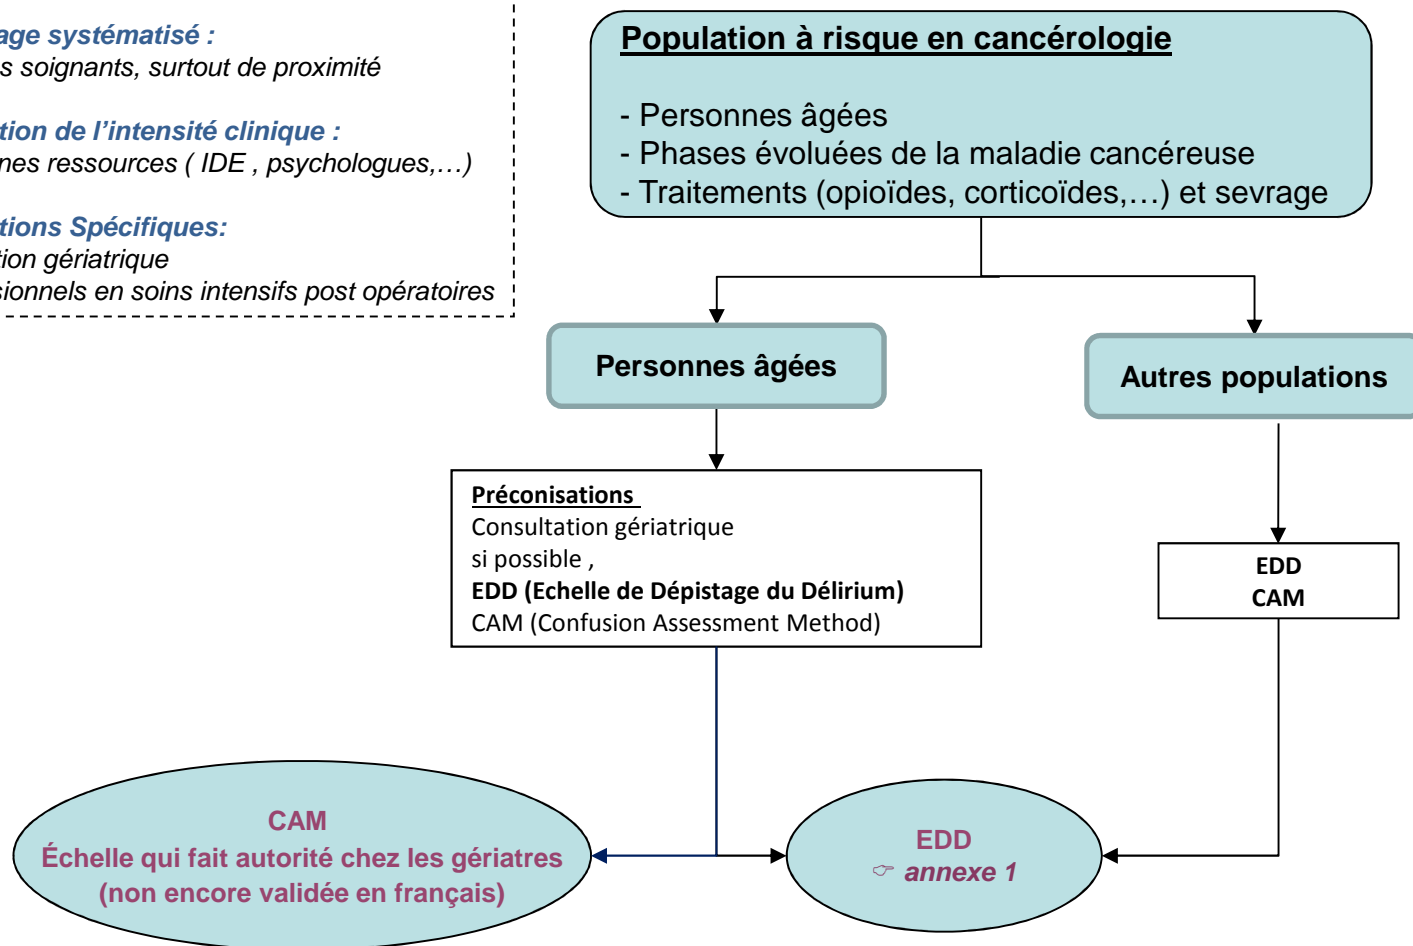 age systématisé :
s soignants, surtout de proximité
tion de l'intensité clinique :
nes ressources ( IDE , psychologues,…)
tions Spécifiques:
tion gériatrique
sionnels en soins intensifs post opératoires
Population à risque en cancérologie
- Personnes âgées
- Phases évoluées de la maladie cancéreuse
- Traitements (opioïdes, corticoïdes,…) et sevrage
Personnes âgées
Autres populations
Préconisations
Consultation gériatrique
si possible ,
EDD (Echelle de Dépistage du Délirium)
CAM (Confusion Assessment Method)
EDD
CAM
CAM
Échelle qui fait autorité chez les gériatres
(non encore validée en français)
EDD
☞ annexe 1